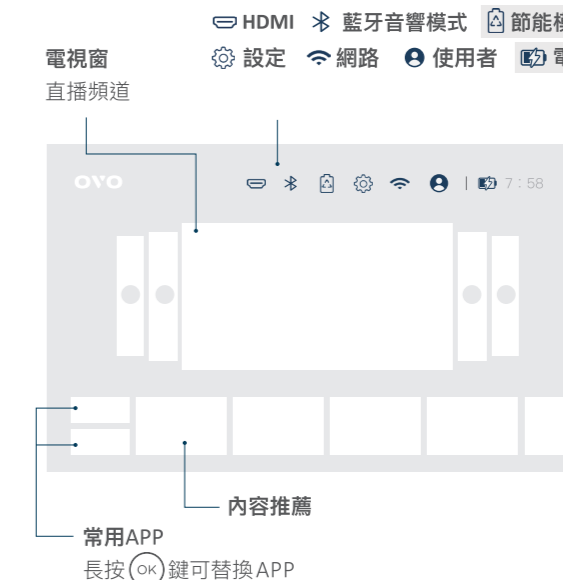 HDMI 藍牙音響模式 節能
電視窗
設定 網路 使用者
直播頻道
OVO
7:58
內容推薦
常用APP
長按 OK 鍵可替換APP